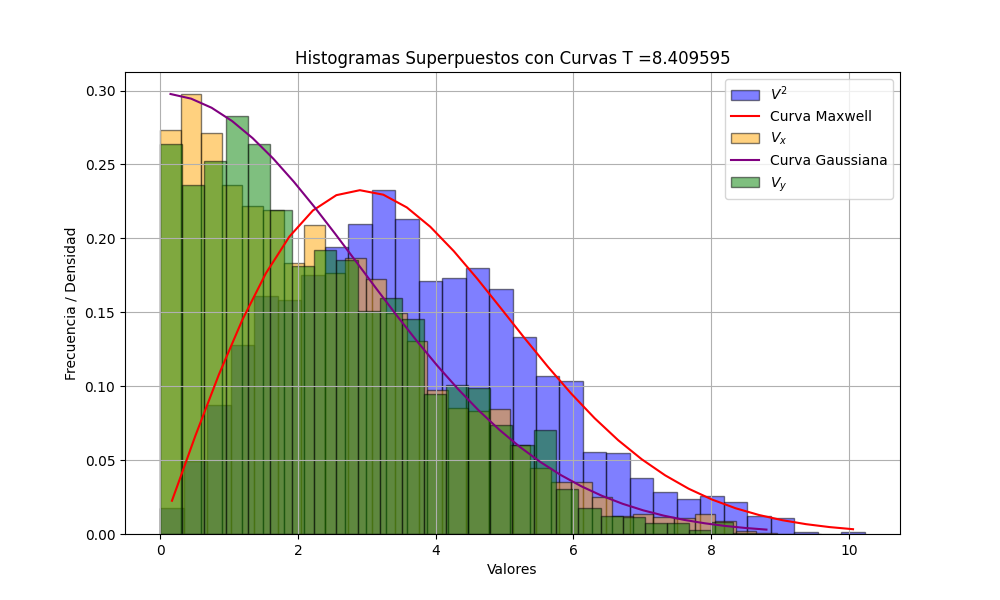 Histogramas Superpuestos con Curvas T =8.409595
Frecuencia / Densidad
0.30
0.25
0.20
0.15
0.10
0.05
0.00
0 2 4 6 8 10
Valores
V²
Curva Maxwell
Vₓ
Curva Gaussiana
V_y